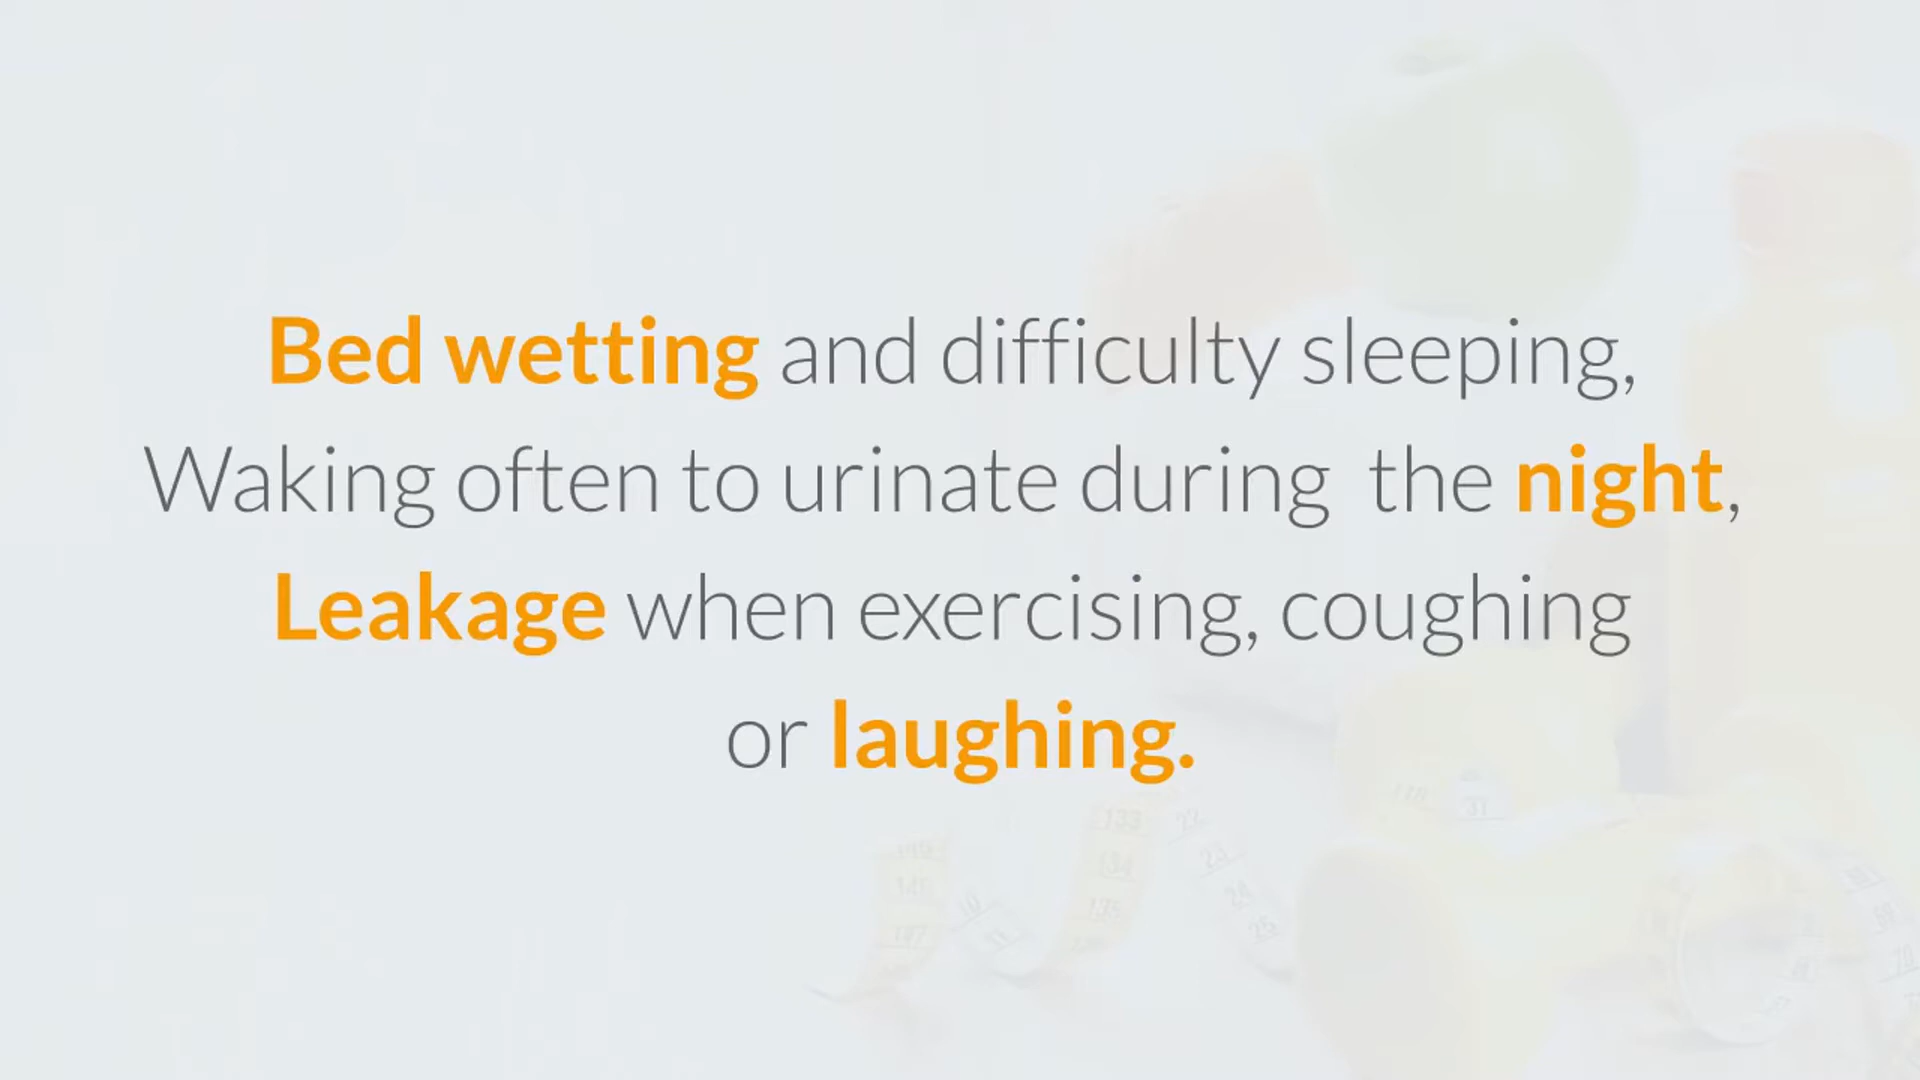 Bed wetting and difficulty sleeping,
Waking often to urinate during  the night,
Leakage when exercising, coughing
or laughing.